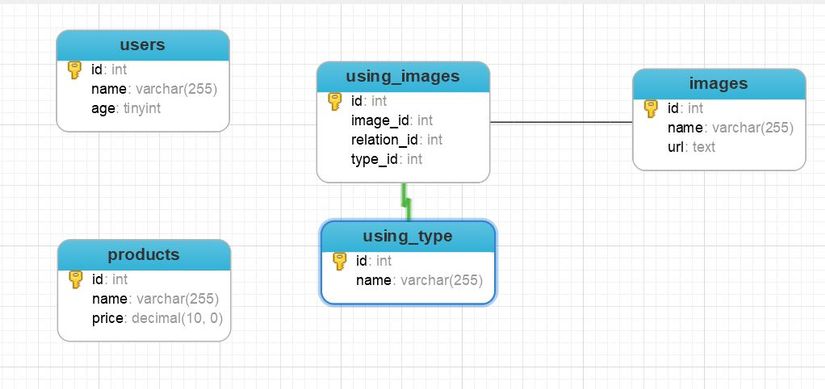 users
id: int
name: varchar(255)
age: tinyint
using_images
id: int
image_id: int
relation_id: int
type_id: int
images
id: int
name: varchar(255)
url: text
products
id: int
name: varchar(255)
price: decimal(10, 0)
using_type
id: int
name: varchar(255)